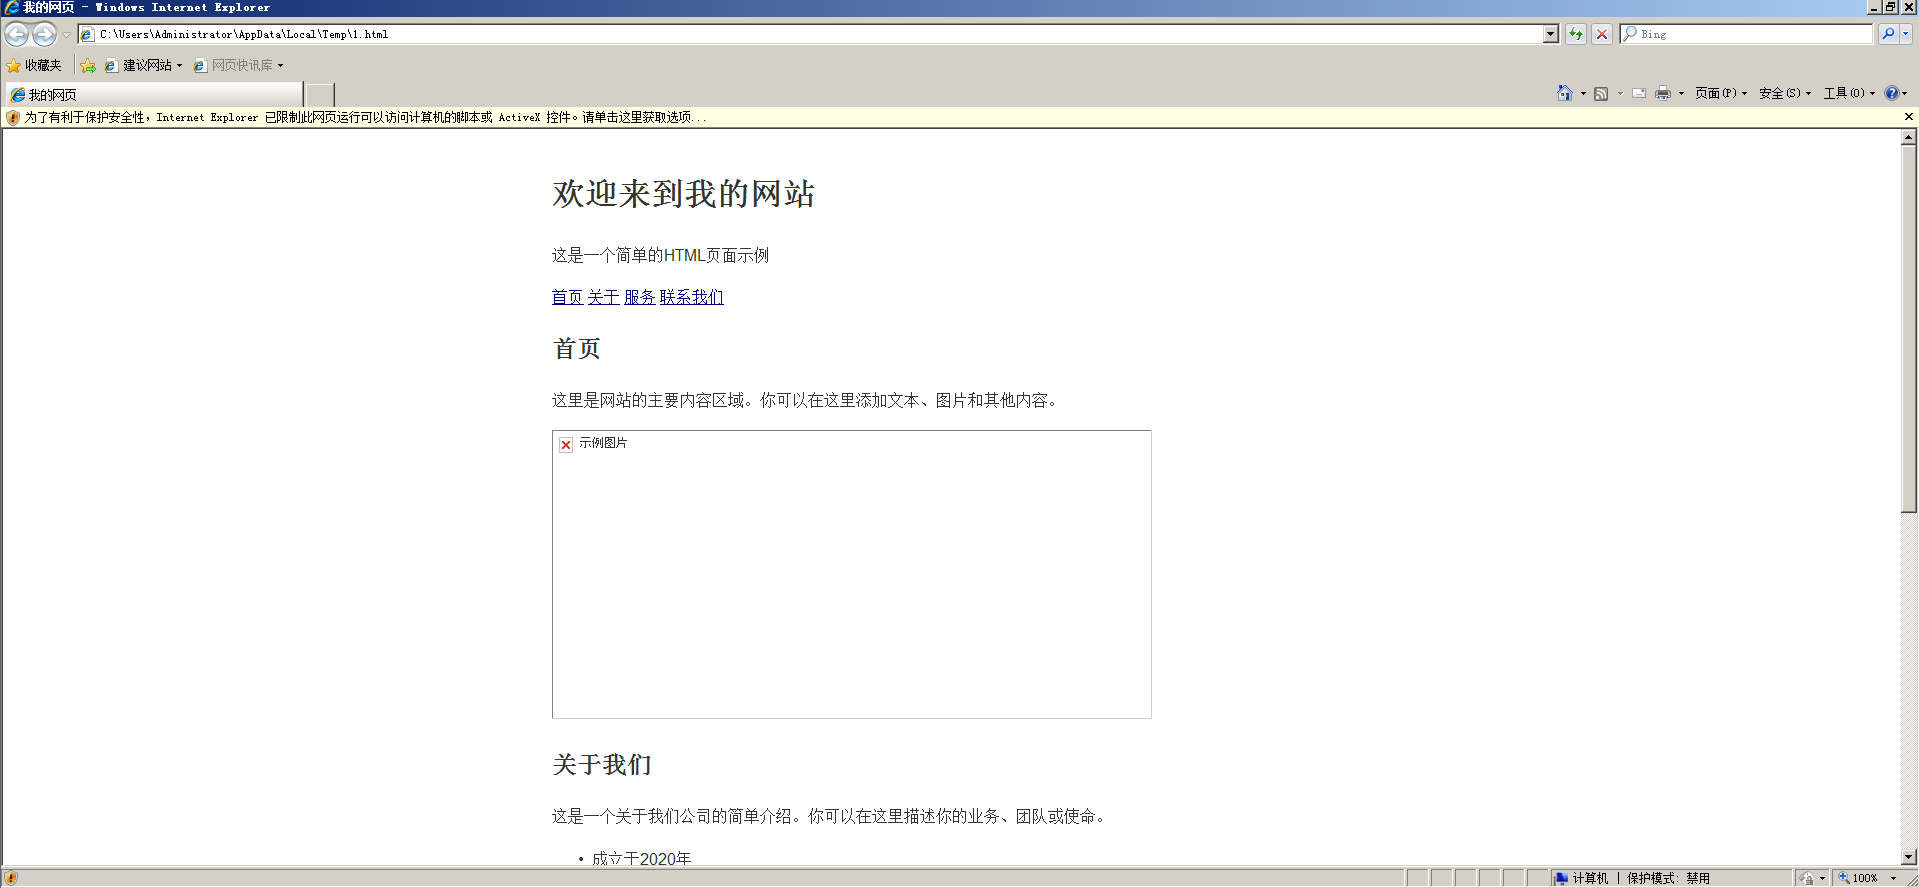 我的网页 - Windows Internet Explorer
C:\Users\Administrator\AppData\Local\Temp\1.html
Bing
收藏夹
建议网站
网页快讯库
我的网页
页面(P)
安全(S)
工具(O)
为了有利于保护安全性，Internet Explorer 已限制此网页运行可以访问计算机的脚本或 ActiveX 控件。请单击这里获取选项...
欢迎来到我的网站
这是一个简单的HTML页面示例
首页 关于 服务 联系我们
首页
这里是网站的主要内容区域。你可以在这里添加文本、图片和其他内容。
示例图片
关于我们
这是一个关于我们公司的简单介绍。你可以在这里描述你的业务、团队或使命。
• 成立于2020年
计算机 | 保护模式: 禁用
100%